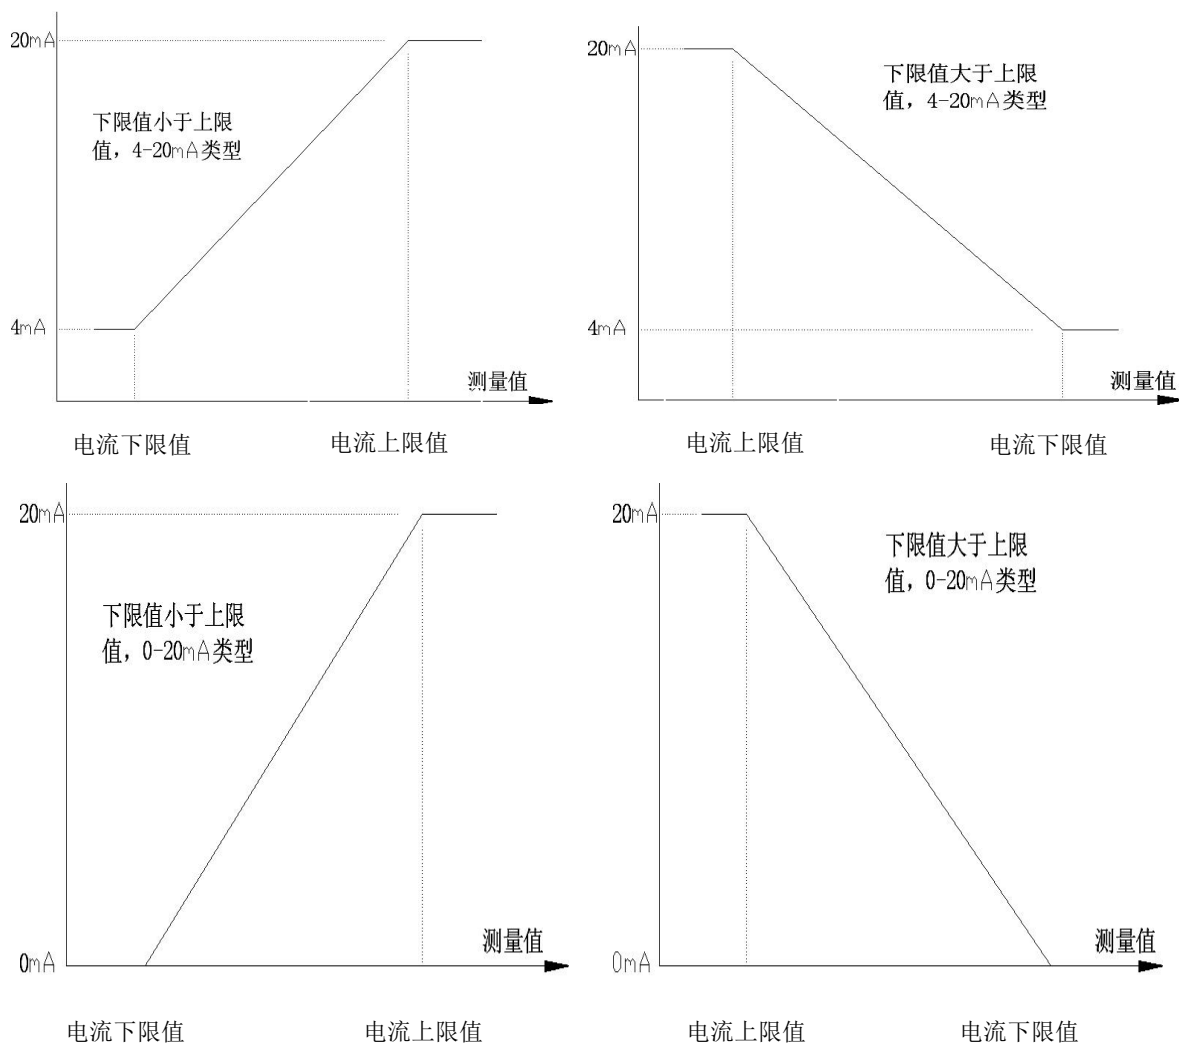 20mA
下限值小于上限
值，4-20mA类型
4mA
测量值
电流下限值
电流上限值
20mA
下限值大于上限
值，4-20mA类型
4mA
测量值
电流上限值
电流下限值
20mA
下限值小于上限
值，0-20mA类型
测量值
0mA
电流下限值
电流上限值
20mA
下限值大于上限
值，0-20mA类型
测量值
0mA
电流上限值
电流下限值